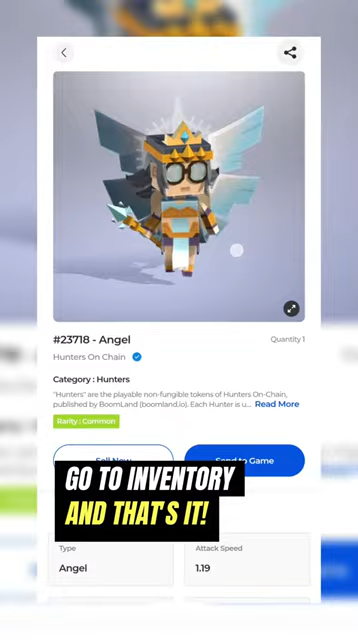 #23718 - Angel
Quantity 1
Hunters On Chain
Category : Hunters
"Hunters" are the playable non-fungible tokens of Hunters On-Chain,
published by BoomLand (boomland.io). Each Hunter is u... Read More
Rarity : Common
Sell Now
Send to Game
GO TO INVENTORY
AND THAT'S IT!
Type
Attack Speed
Angel
1.19